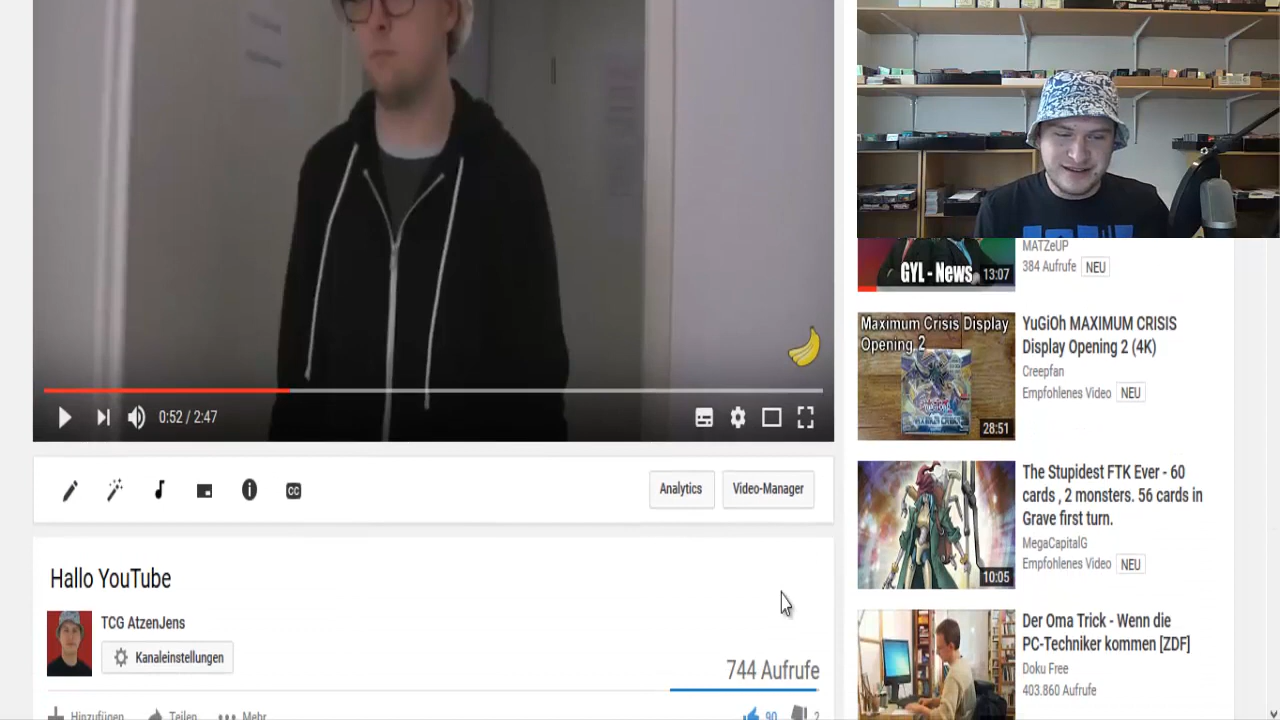 0:52 / 2:47
Analytics
Video-Manager
Hallo YouTube
TCG AtzenJens
Kanaleinstellungen
744 Aufrufe
Hinzufügen
Teilen
Mehr
90
2
MATZeUP
384 Aufrufe NEU
GYL - News
13:07
Maximum Crisis Display
Opening 2
28:51
YuGiOh MAXIMUM CRISIS
Display Opening 2 (4K)
Creepfan
Empfohlenes Video NEU
10:05
The Stupidest FTK Ever - 60
cards , 2 monsters. 56 cards in
Grave first turn.
MegaCapitalG
Empfohlenes Video NEU
Der Oma Trick - Wenn die
PC-Techniker kommen [ZDF]
Doku Free
403.860 Aufrufe